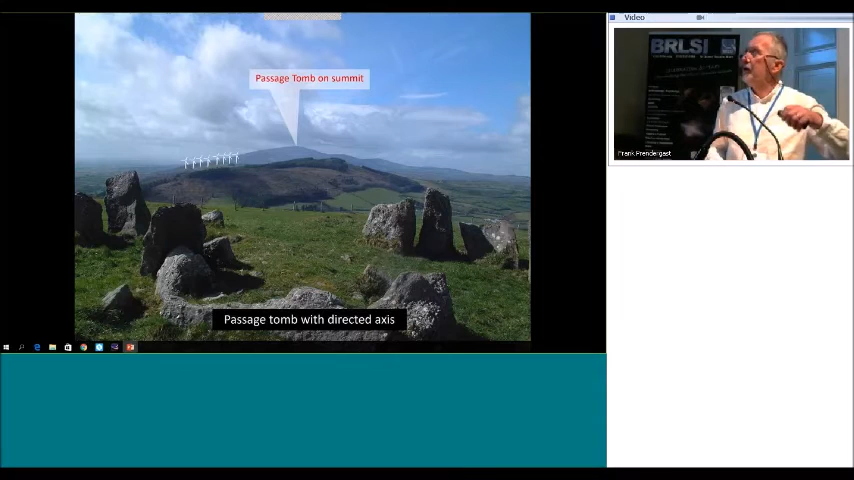 Passage Tomb on summit
Passage tomb with directed axis
Video
BRLSI
Frank Prendergast